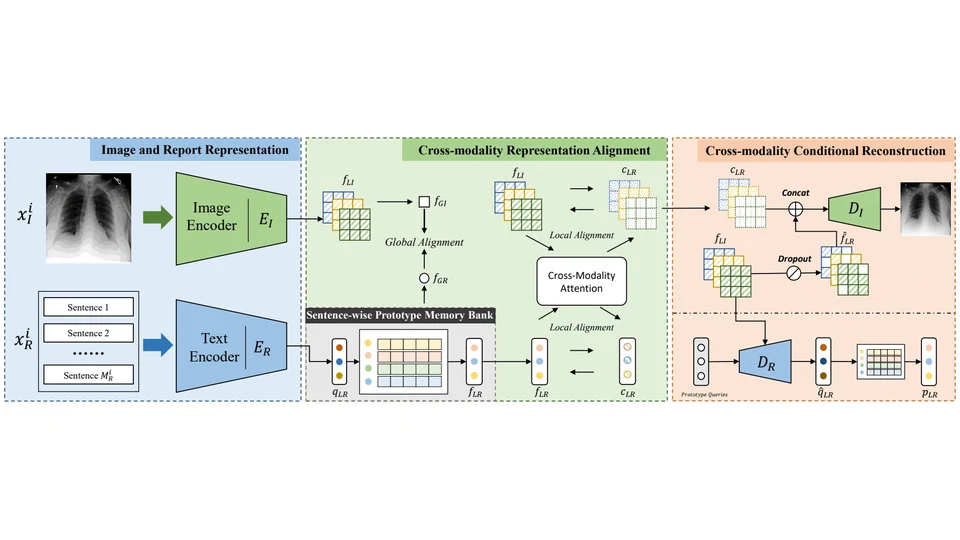 Image and Report Representation
Cross-modality Representation Alignment
Cross-modality Conditional Reconstruction
x_I^i
Image
Encoder
E_I
f_LI
f_GI
Global Alignment
f_GR
f_LI
c_LR
Local Alignment
Cross-Modality
Attention
Local Alignment
c_LR
Concat
D_I
f_LI
Dropout
f̂_LR
x_R^i
Sentence 1
Sentence 2
......
Sentence M_R^i
Text
Encoder
E_R
Sentence-wise Prototype Memory Bank
q_LR
f_LR
f_LR
c_LR
Prototype Queries
D_R
q̂_LR
p_LR